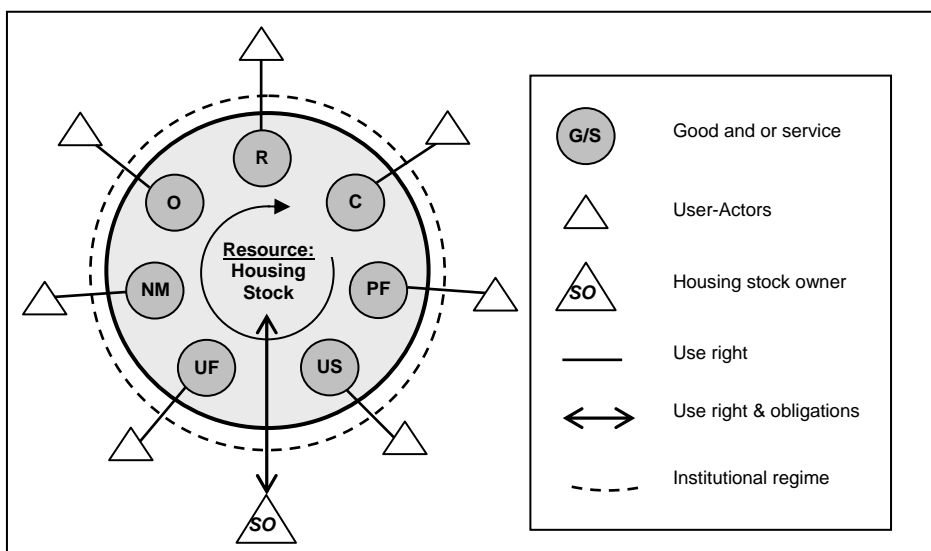 R
O
C
Resource:
Housing
Stock
NM
PF
UF
US
SO
G/S
Good and or service
User-Actors
SO
Housing stock owner
Use right
Use right & obligations
Institutional regime